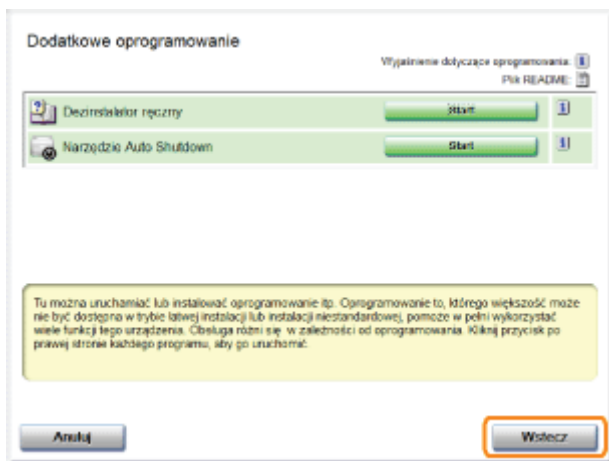 Dodatkowe oprogramowanie
Wyjaśnienie dotyczące oprogramowania:
Plik README:
Dezinstalator ręczny
Start
Narzędzie Auto Shutdown
Start
Tu można uruchamiać lub instalować oprogramowanie itp. Oprogramowanie to, którego większość może
nie być dostępna w trybie łatwej instalacji lub instalacji niestandardowej, pomoże w pełni wykorzystać
wiele funkcji tego urządzenia. Obsługa różni się w zależności od oprogramowania. Kliknij przycisk po
prawej stronie każdego programu, aby go uruchomić.
Anuluj
Wstecz